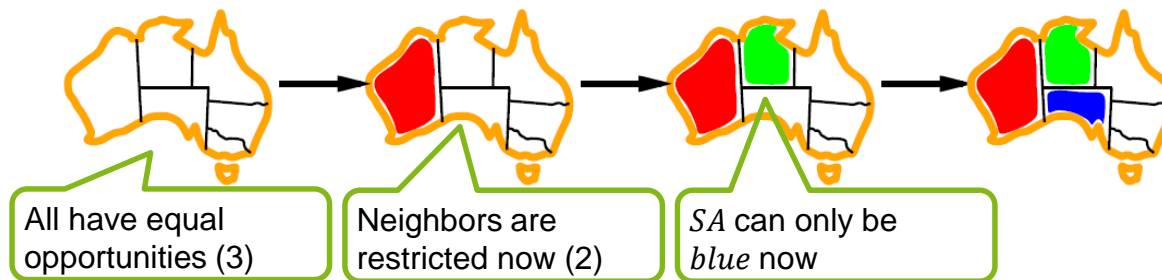 All have equal
opportunities (3)
Neighbors are
restricted now (2)
SA can only be
blue now